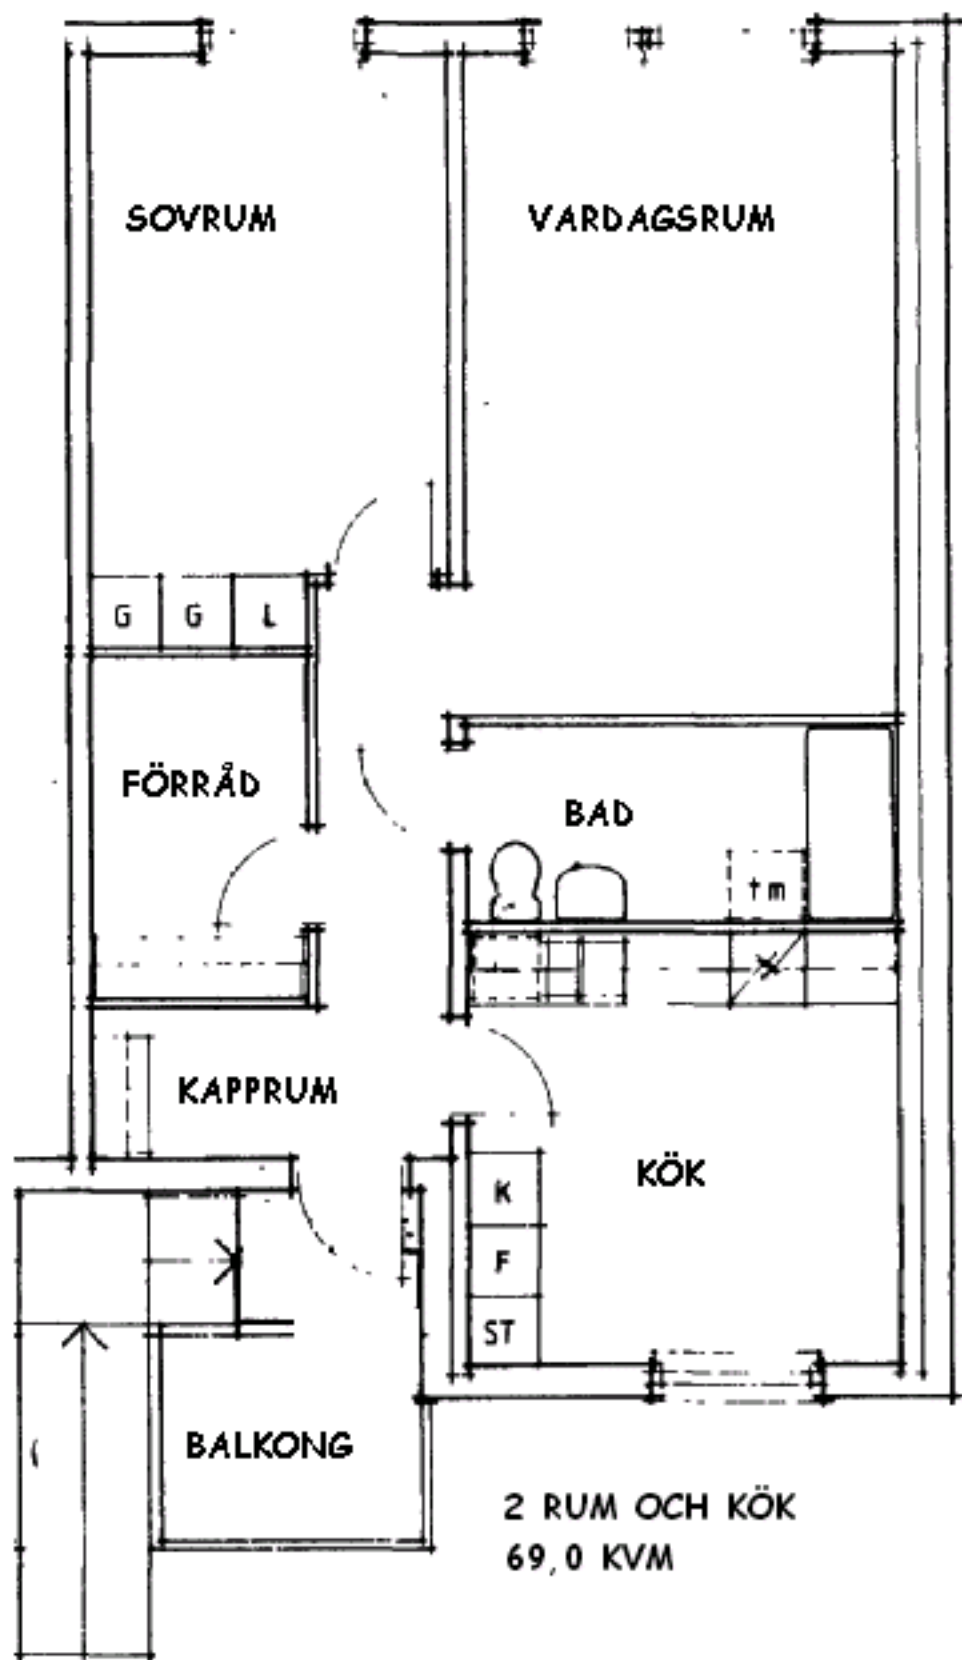 SOVRUM
VARDAGSRUM
G G L
FÖRRÅD
BAD
tm
KAPPRUM
KÖK
K
F
ST
BALKONG
2 RUM OCH KÖK
69,0 KVM